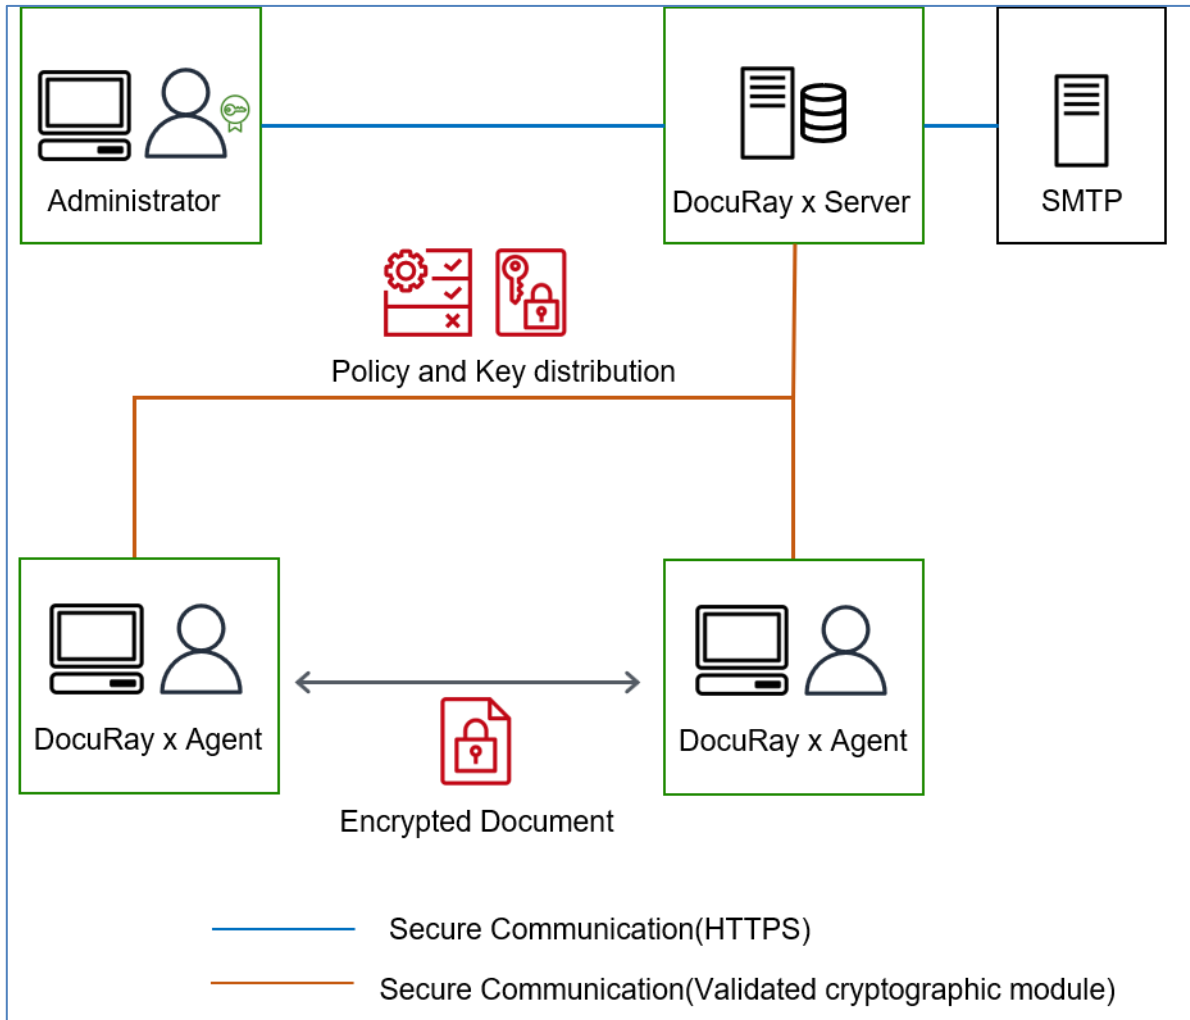 Administrator
DocuRay x Server
SMTP
Policy and Key distribution
DocuRay x Agent
DocuRay x Agent
Encrypted Document
Secure Communication(HTTPS)
Secure Communication(Validated cryptographic module)